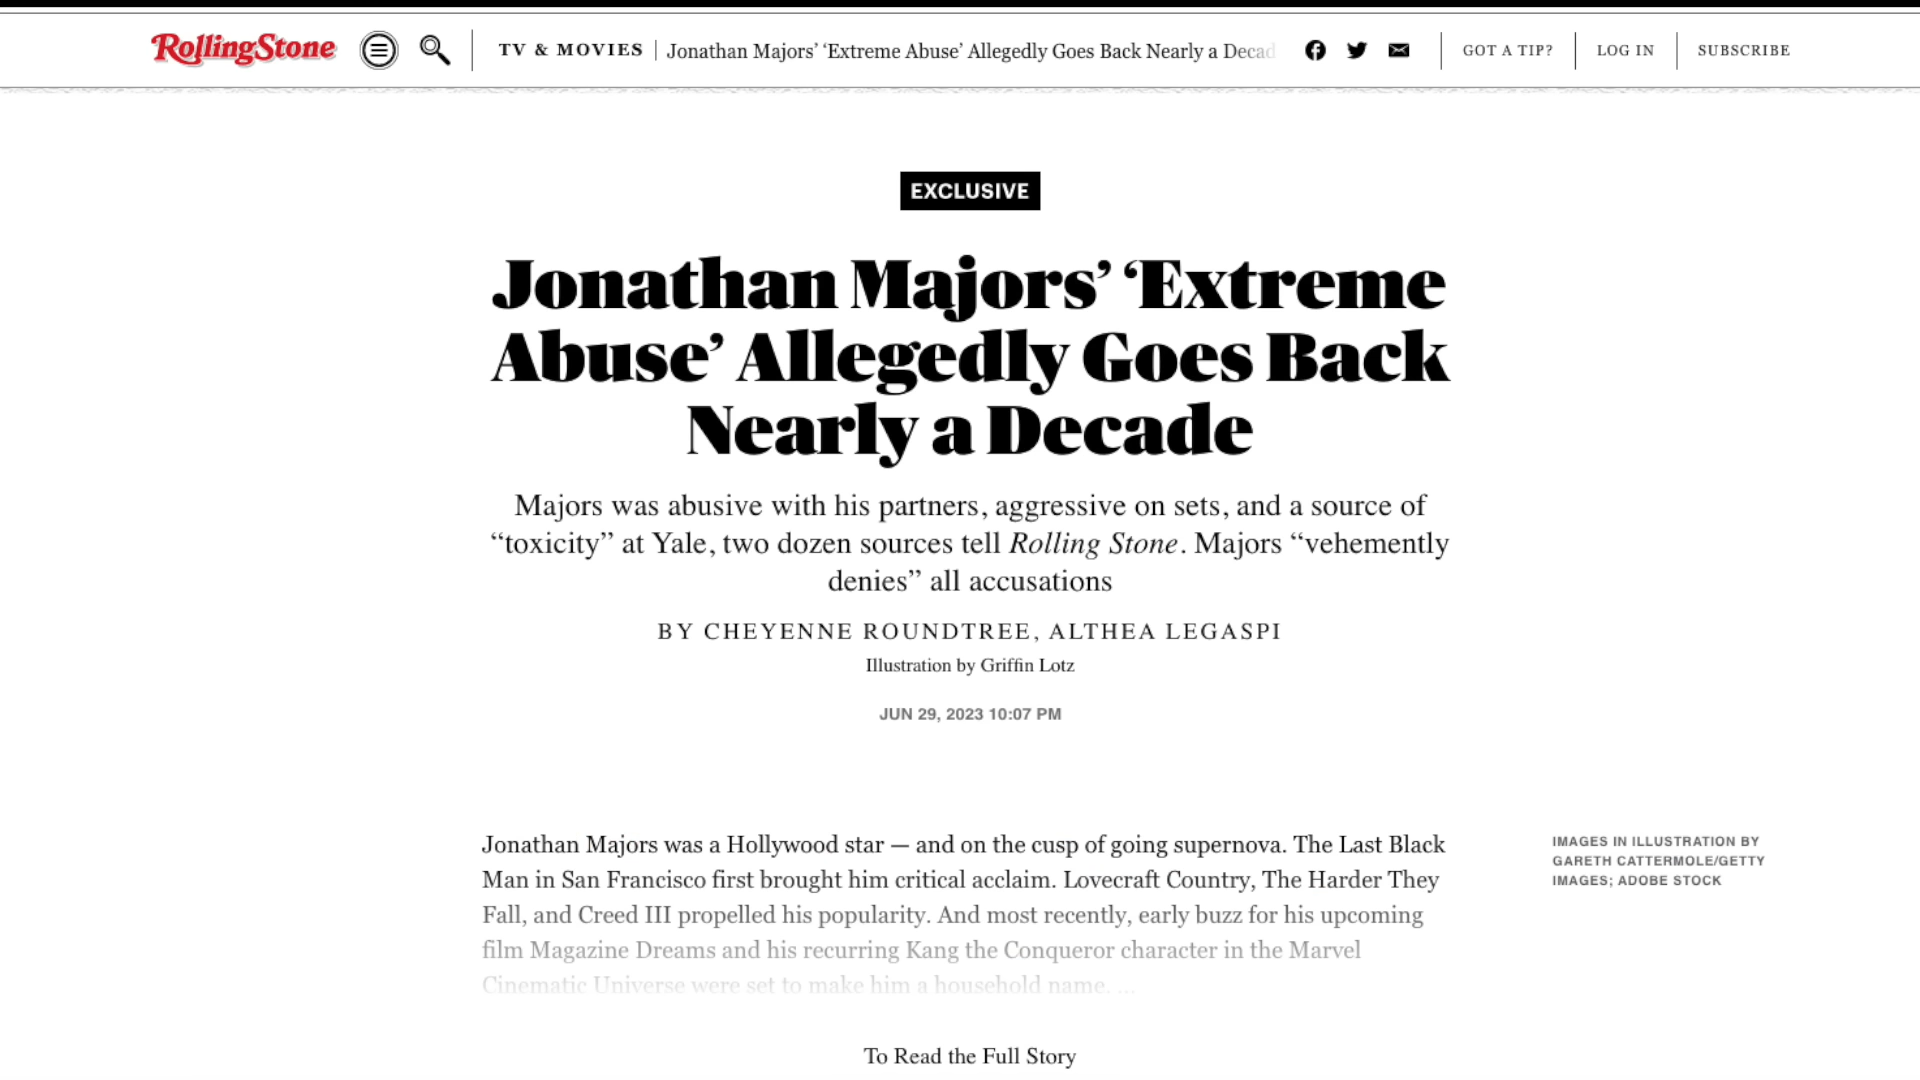 RollingStone
TV & MOVIES | Jonathan Majors’ ‘Extreme Abuse’ Allegedly Goes Back Nearly a Decad
GOT A TIP?
LOG IN
SUBSCRIBE
EXCLUSIVE
Jonathan Majors’ ‘Extreme
Abuse’ Allegedly Goes Back
Nearly a Decade
Majors was abusive with his partners, aggressive on sets, and a source of
“toxicity” at Yale, two dozen sources tell Rolling Stone. Majors “vehemently
denies” all accusations
BY CHEYENNE ROUNDTREE, ALTHEA LEGASPI
Illustration by Griffin Lotz
JUN 29, 2023 10:07 PM
Jonathan Majors was a Hollywood star — and on the cusp of going supernova. The Last Black
Man in San Francisco first brought him critical acclaim. Lovecraft Country, The Harder They
Fall, and Creed III propelled his popularity. And most recently, early buzz for his upcoming
film Magazine Dreams and his recurring Kang the Conqueror character in the Marvel
Cinematic Universe were set to make him a household name. ...
IMAGES IN ILLUSTRATION BY
GARETH CATTERMOLE/GETTY
IMAGES; ADOBE STOCK
To Read the Full Story